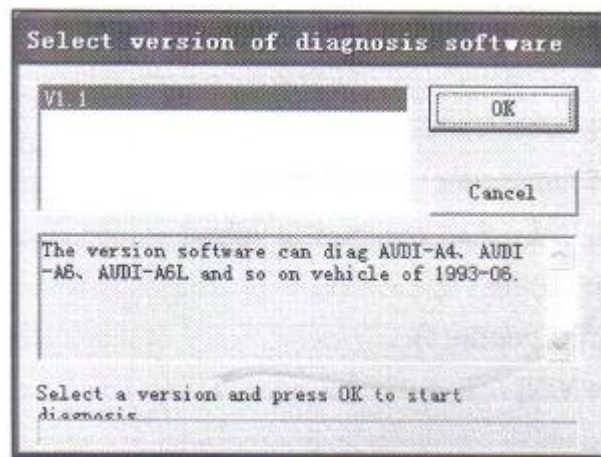 Select version of diagnosis software
V1.1
OK
Cancel
The version software can diag AUDI-A4、AUDI
-A6、AUDI-A6L and so on vehicle of 1993-06.
Select a version and press OK to start
diagnosis